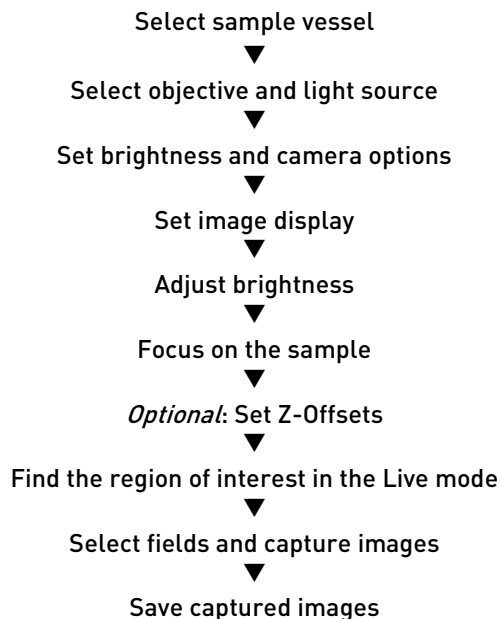 Select sample vessel
▼
Select objective and light source
▼
Set brightness and camera options
▼
Set image display
▼
Adjust brightness
▼
Focus on the sample
▼
Optional: Set Z-Offsets
▼
Find the region of interest in the Live mode
▼
Select fields and capture images
▼
Save captured images